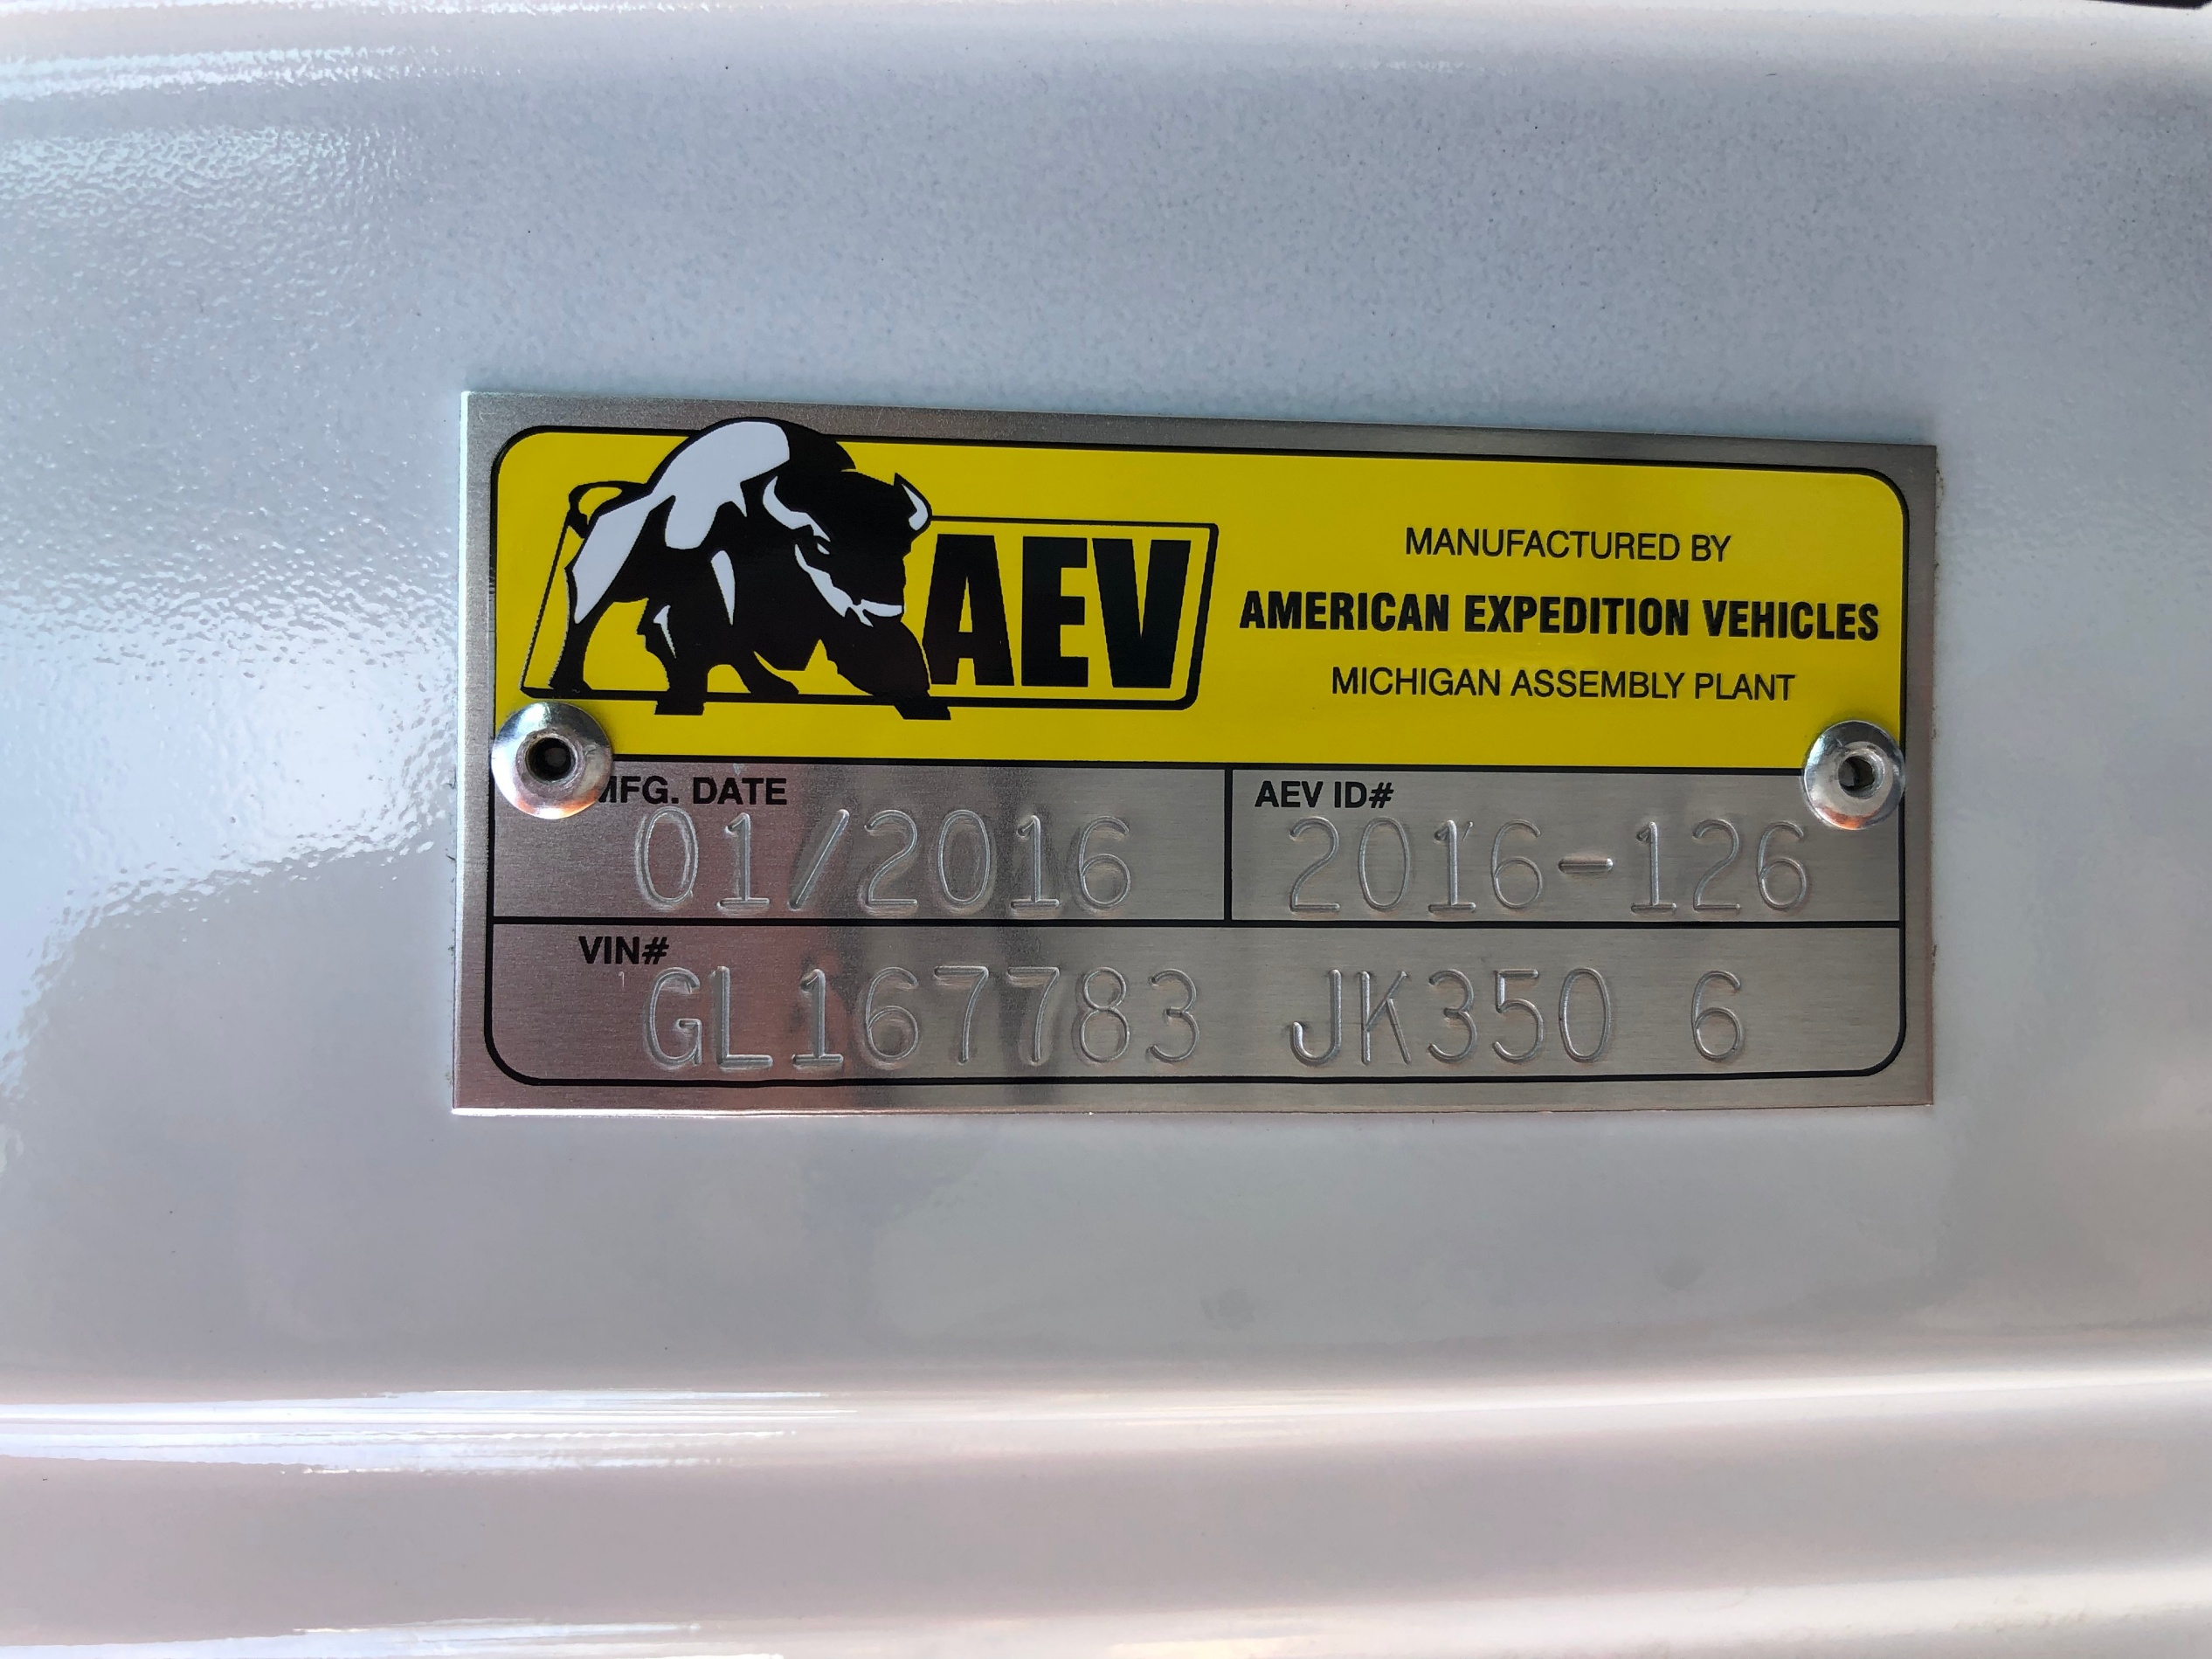 AEV
MANUFACTURED BY
AMERICAN EXPEDITION VEHICLES
MICHIGAN ASSEMBLY PLANT
MFG. DATE
01/2016
AEV ID#
2016-126
VIN#
GL167783 JK350 6